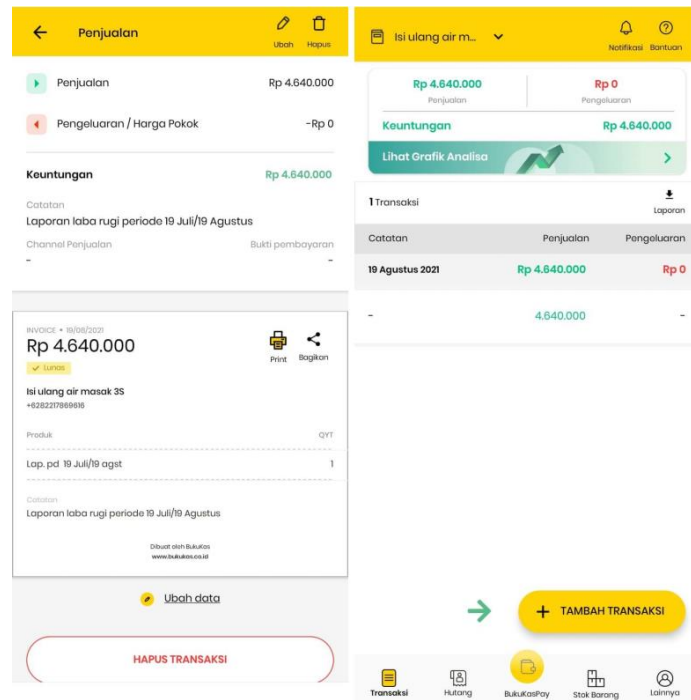 Penjualan
Ubah Hapus
Penjualan Rp 4.640.000
Pengeluaran / Harga Pokok -Rp 0
Keuntungan Rp 4.640.000
Catatan
Laporan laba rugi periode 19 Juli/19 Agustus
Channel Penjualan Bukti pembayaran
- -
INVOICE • 19/08/2021
Rp 4.640.000
Lunas
Print Bagikan
Isi ulang air masak 3S
+6282217869616
Produk QYT
Lap. pd 19 Juli/19 agst 1
Catatan
Laporan laba rugi periode 19 Juli/19 Agustus
Dibuat oleh BukuKas
www.bukukas.co.id
Ubah data
HAPUS TRANSAKSI
Isi ulang air m...
Notifikasi Bantuan
Rp 4.640.000 Rp 0
Penjualan Pengeluaran
Keuntungan Rp 4.640.000
Lihat Grafik Analisa
1 Transaksi
Laporan
Catatan Penjualan Pengeluaran
19 Agustus 2021 Rp 4.640.000 Rp 0
- 4.640.000 -
+ TAMBAH TRANSAKSI
Transaksi Hutang BukuKasPay Stok Barang Lainnya